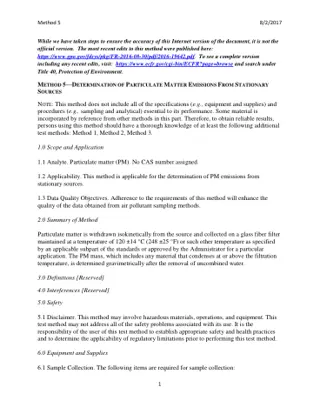 Method 5 8/2/2017
While we have taken steps to ensure the accuracy of this Internet version of the document, it is not the
official version. The most recent edits to this method were published here:
https://www.gpo.gov/fdsys/pkg/FR-2016-08-30/pdf/2016-19642.pdf To see a complete version
including any recent edits, visit: https://www.ecfr.gov/cgi-bin/ECFR?page=browse and search under
Title 40, Protection of Environment.
METHOD 5—DETERMINATION OF PARTICULATE MATTER EMISSIONS FROM STATIONARY
SOURCES
NOTE: This method does not include all of the specifications (e.g., equipment and supplies) and
procedures (e.g., sampling and analytical) essential to its performance. Some material is
incorporated by reference from other methods in this part. Therefore, to obtain reliable results,
persons using this method should have a thorough knowledge of at least the following additional
test methods: Method 1, Method 2, Method 3.
1.0 Scope and Application
1.1 Analyte. Particulate matter (PM). No CAS number assigned.
1.2 Applicability. This method is applicable for the determination of PM emissions from
stationary sources.
1.3 Data Quality Objectives. Adherence to the requirements of this method will enhance the
quality of the data obtained from air pollutant sampling methods.
2.0 Summary of Method
Particulate matter is withdrawn isokinetically from the source and collected on a glass fiber filter
maintained at a temperature of 120 ±14 °C (248 ±25 °F) or such other temperature as specified
by an applicable subpart of the standards or approved by the Administrator for a particular
application. The PM mass, which includes any material that condenses at or above the filtration
temperature, is determined gravimetrically after the removal of uncombined water.
3.0 Definitions [Reserved]
4.0 Interferences [Reserved]
5.0 Safety
5.1 Disclaimer. This method may involve hazardous materials, operations, and equipment. This
test method may not address all of the safety problems associated with its use. It is the
responsibility of the user of this test method to establish appropriate safety and health practices
and to determine the applicability of regulatory limitations prior to performing this test method.
6.0 Equipment and Supplies
6.1 Sample Collection. The following items are required for sample collection:
1